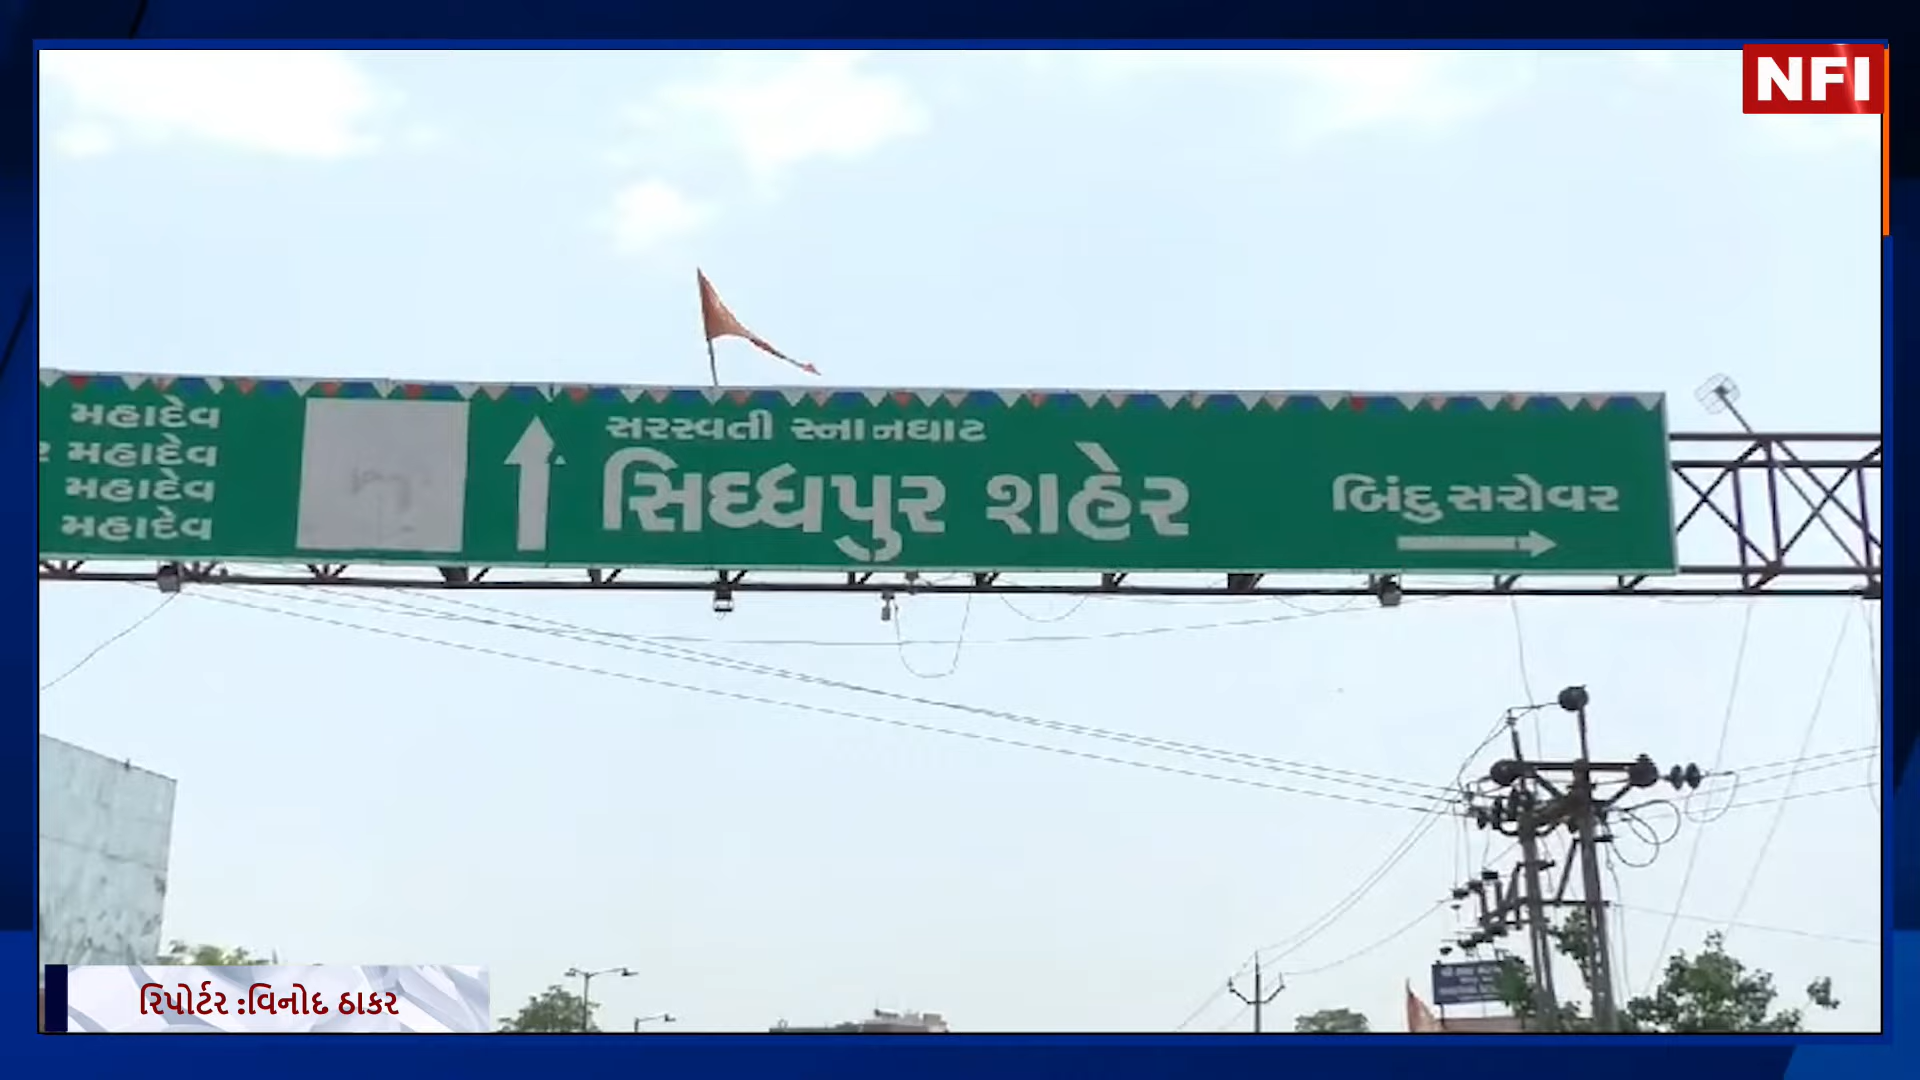 NFI
મહાદેવ
ર મહાદેવ
મહાદેવ
મહાદેવ
સરસ્વતી સ્નાનઘાટ
સિધ્ધપુર શહેર
બિંદુ સરોવર
રિપોર્ટર :વિનોદ ઠાકર